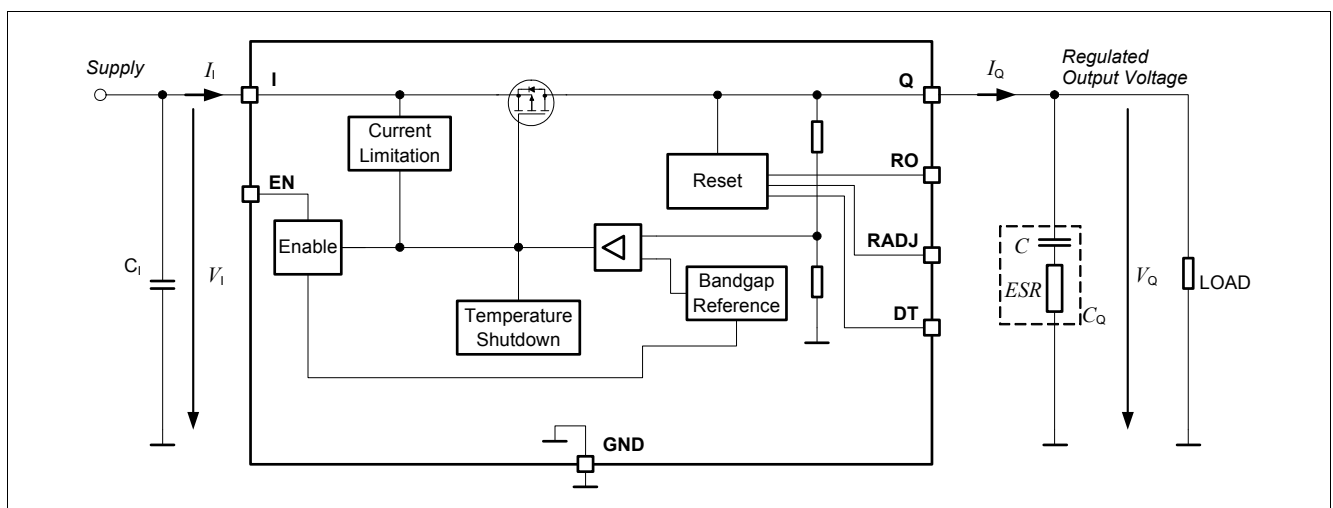 Supply
I_I
I
Q
I_Q
Regulated
Output Voltage
Current
Limitation
Reset
RO
EN
Enable
RADJ
C_I
V_I
Bandgap
Reference
Temperature
Shutdown
DT
C
ESR
C_Q
V_Q
LOAD
GND